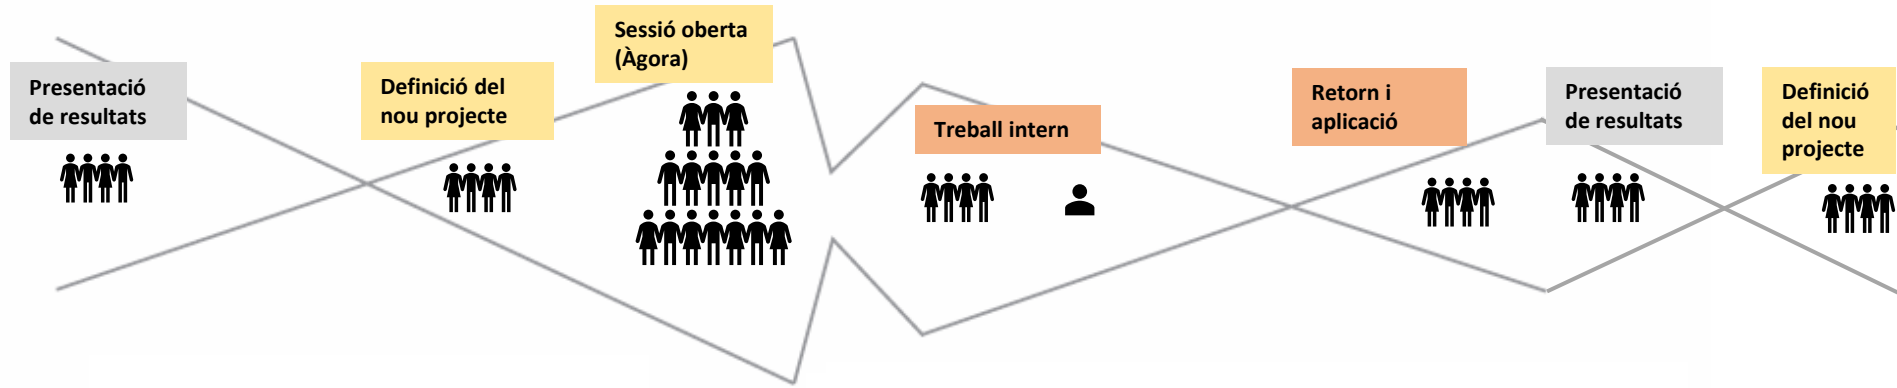 Presentació
de resultats
Definició del
nou projecte
Sessió oberta
(Àgora)
Treball intern
Retorn i
aplicació
Presentació
de resultats
Definició
del nou
projecte